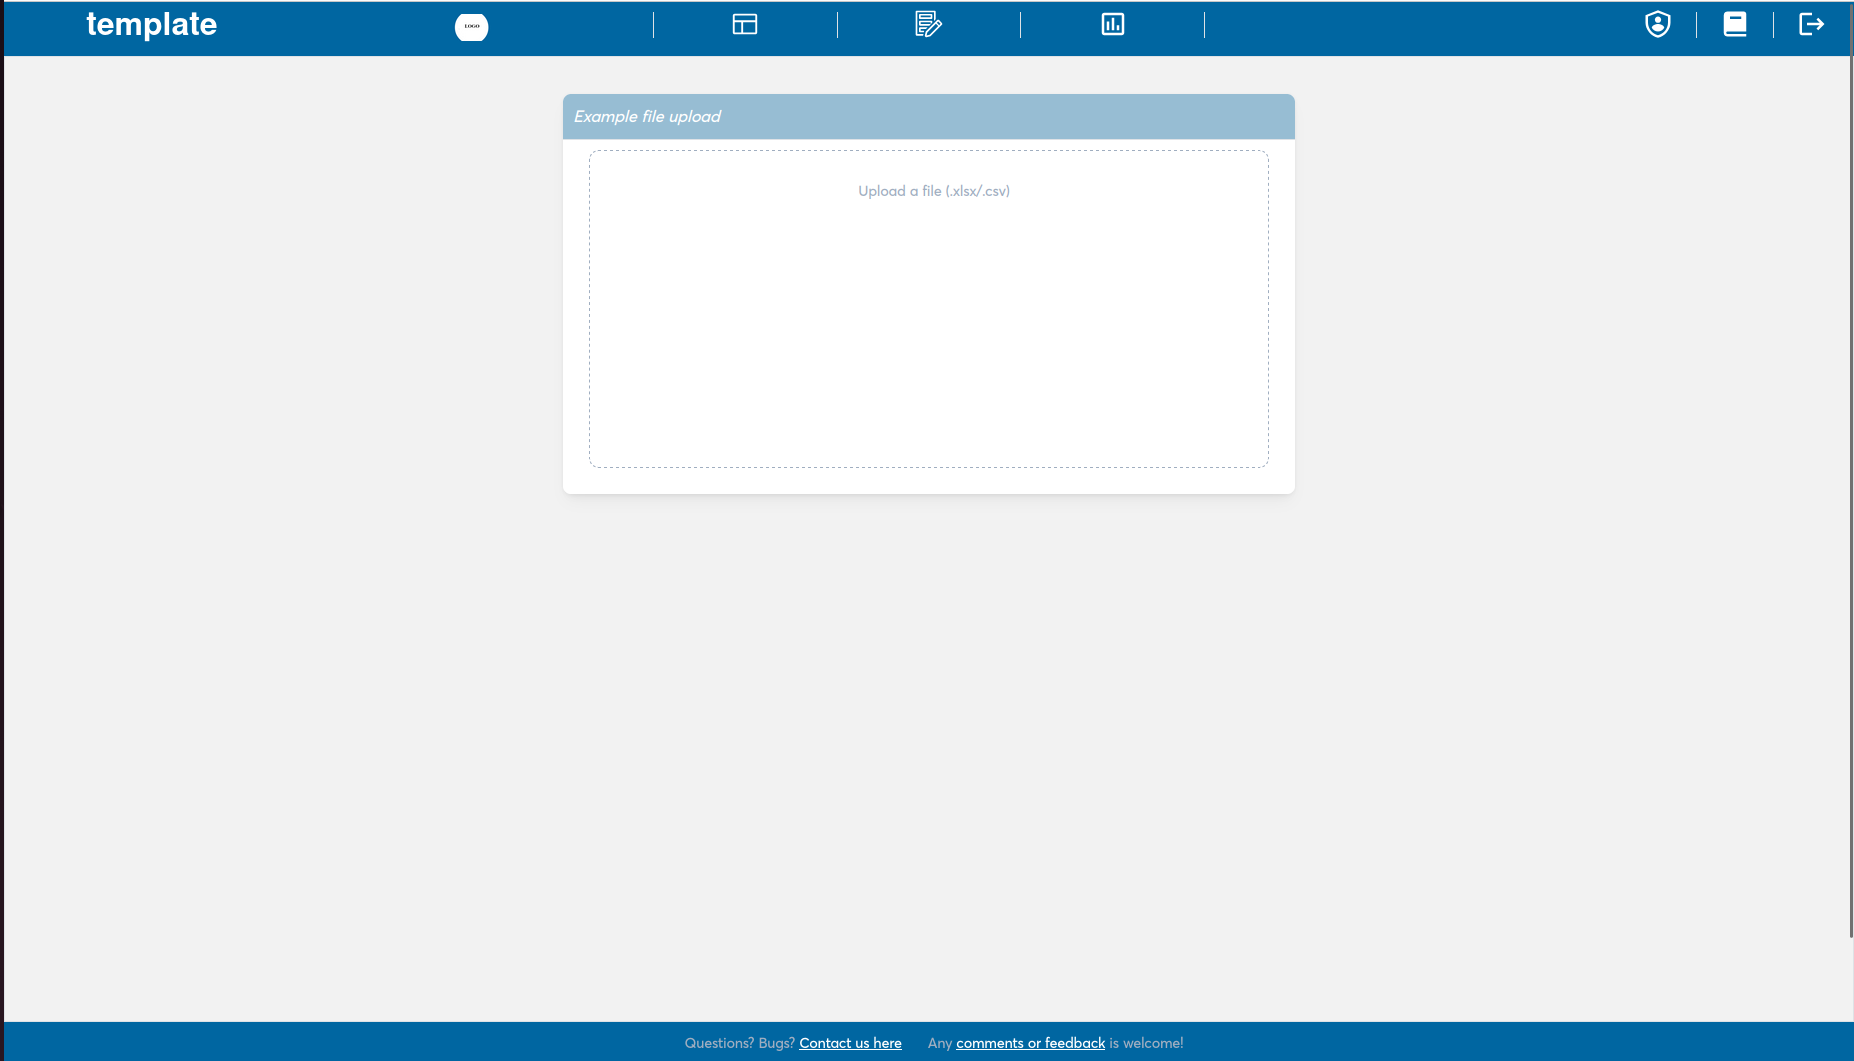 template
LOGO
Example file upload
Upload a file (.xlsx/.csv)
Questions? Bugs? Contact us here Any comments or feedback is welcome!